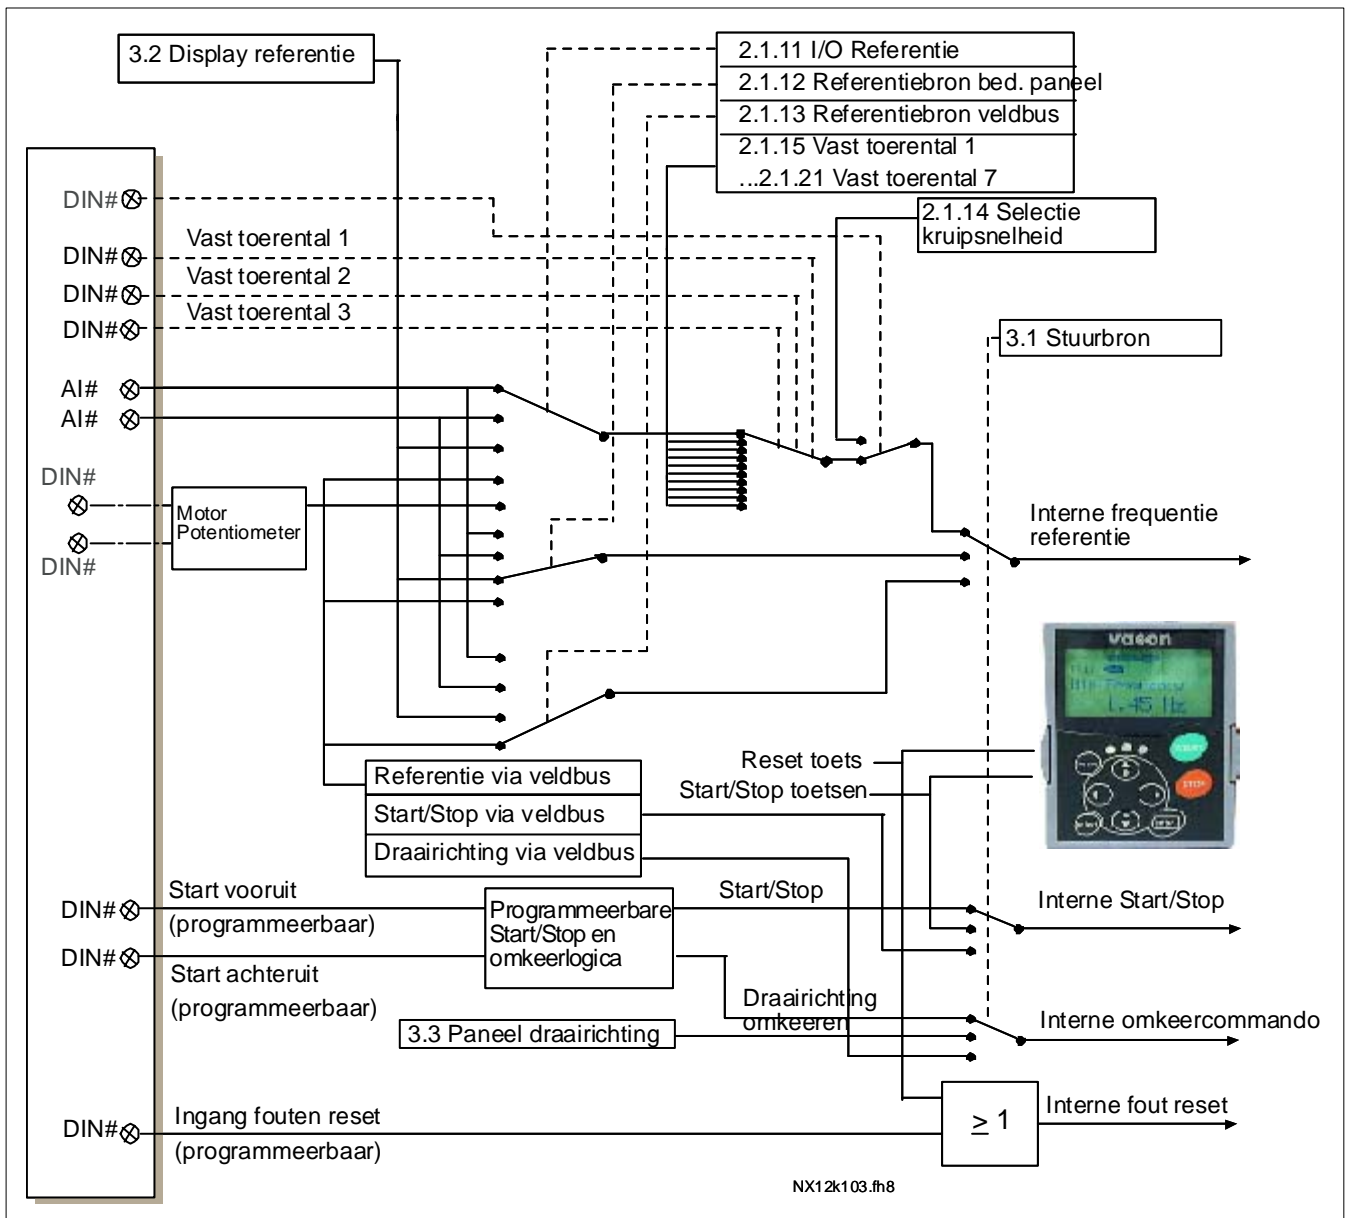 3.2 Display referentie
2.1.11 I/O Referentie
2.1.12 Referentiebron bed. paneel
2.1.13 Referentiebron veldbus
2.1.15 Vast toerental 1
...2.1.21 Vast toerental 7
2.1.14 Selectie
kruipsnelheid
DIN#
Vast toerental 1
DIN#
Vast toerental 2
DIN#
Vast toerental 3
DIN#
3.1 Stuurbron
AI#
AI#
DIN#
Motor
Potentiometer
DIN#
Interne frequentie
referentie
vacon
1.45 Hz
STOP
Reset toets
Start/Stop toetsen
Referentie via veldbus
Start/Stop via veldbus
Draairichting via veldbus
Start vooruit
DIN#
(programmeerbaar)
Programmeerbare
Start/Stop en
omkeerlogica
Start/Stop
Interne Start/Stop
DIN#
Start achteruit
(programmeerbaar)
Draairichting
omkeeren
3.3 Paneel draairichting
Interne omkeercommando
DIN#
Ingang fouten reset
(programmeerbaar)
≥ 1
Interne fout reset
NX12k103.fh8